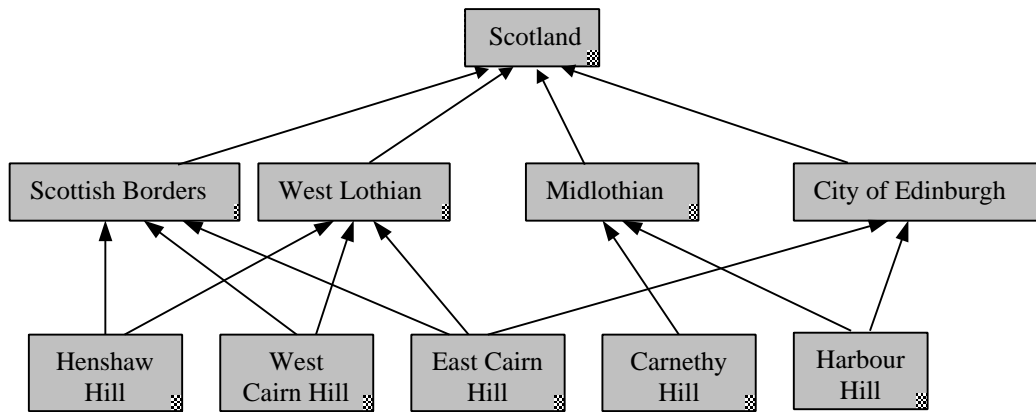 Scotland
Scottish Borders
West Lothian
Midlothian
City of Edinburgh
Henshaw
Hill
West
Cairn Hill
East Cairn
Hill
Carnethy
Hill
Harbour
Hill